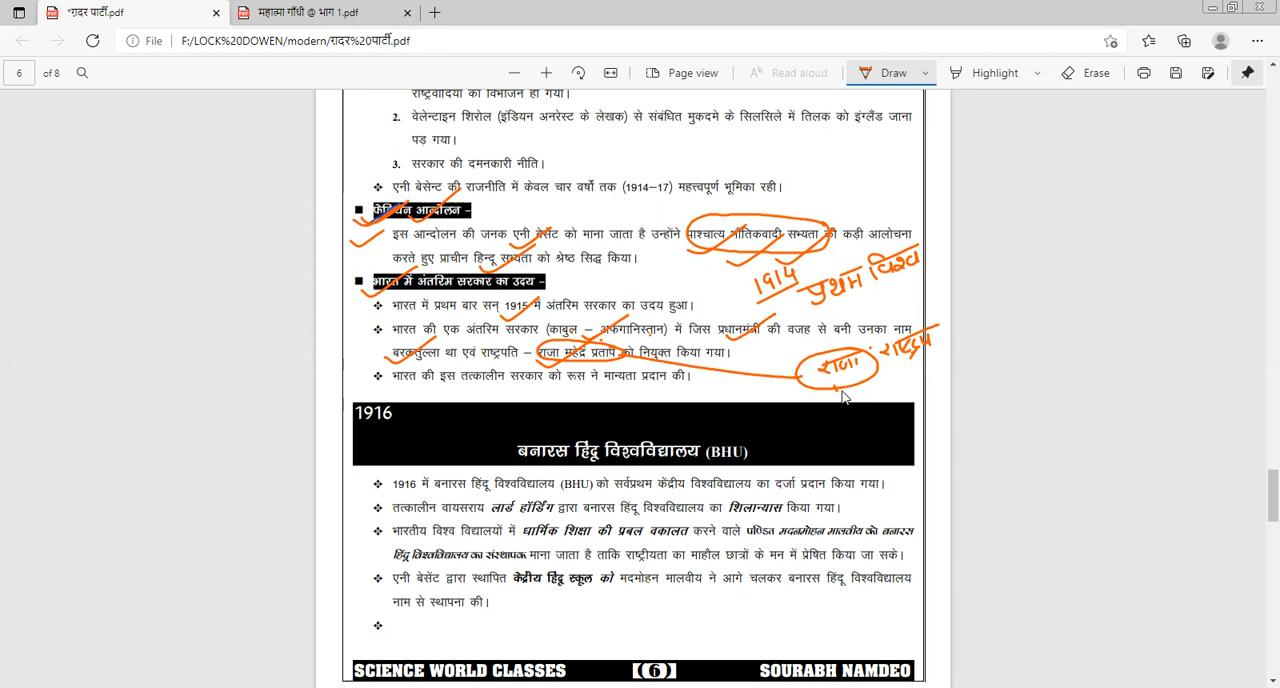 *ग़दर पार्टी.pdf
महात्मा गाँधी @ भाग 1.pdf
File F:/LOCK%20DOWEN/modern/ग़दर%20पार्टी.pdf
6 of 8 Page view Read aloud Draw Highlight Erase
राष्ट्रवादियों का विभाजन हो गया।
2. वेलेन्टाइन शिरोल (इंडियन अनरेस्ट के लेखक) से संबंधित मुकदमे के सिलसिले में तिलक को इंग्लैंड जाना
पड़ गया।
3. सरकार की दमनकारी नीति।
❖ एनी बेसेन्ट की राजनीति में केवल चार वर्षों तक (1914–17) महत्त्वपूर्ण भूमिका रही।
■ आन्दोलन -
इस आन्दोलन की जनक एनी बेसेंट को माना जाता है उन्होंने पाश्चात्य भौतिकवादी सभ्यता की कड़ी आलोचना
करते हुए प्राचीन हिन्दू सभ्यता को श्रेष्ठ सिद्ध किया।
1914 प्रथम विश्व
■ भारत में अंतरिम सरकार का उदय -
❖ भारत में प्रथम बार सन् 1915 में अंतरिम सरकार का उदय हुआ।
❖ भारत की एक अंतरिम सरकार (काबुल – अफगानिस्तान) में जिस प्रधानमंत्री की वजह से बनी उनका नाम
बरकतुल्ला था एवं राष्ट्रपति – राजा महेंद्र प्रताप को नियुक्त किया गया।
राजा राष्ट्रप
❖ भारत की इस तत्कालीन सरकार को रूस ने मान्यता प्रदान की।
1916
बनारस हिंदू विश्वविद्यालय (BHU)
❖ 1916 में बनारस हिंदू विश्वविद्यालय (BHU) को सर्वप्रथम केंद्रीय विश्वविद्यालय का दर्जा प्रदान किया गया।
❖ तत्कालीन वायसराय लार्ड हॉर्डिंग द्वारा बनारस हिंदू विश्वविद्यालय का शिलान्यास किया गया।
❖ भारतीय विश्व विद्यालयों में धार्मिक शिक्षा की प्रबल वकालत करने वाले पण्डित मदनमोहन मालवीय को बनारस
हिंदू विश्वविद्यालय का संस्थापक माना जाता है ताकि राष्ट्रीयता का माहौल छात्रों के मन में प्रेषित किया जा सके।
❖ एनी बेसेंट द्वारा स्थापित केंद्रीय हिंदू स्कूल को मदमोहन मालवीय ने आगे चलकर बनारस हिंदू विश्वविद्यालय
नाम से स्थापना की।
❖
SCIENCE WORLD CLASSES 【6】 SOURABH NAMDEO